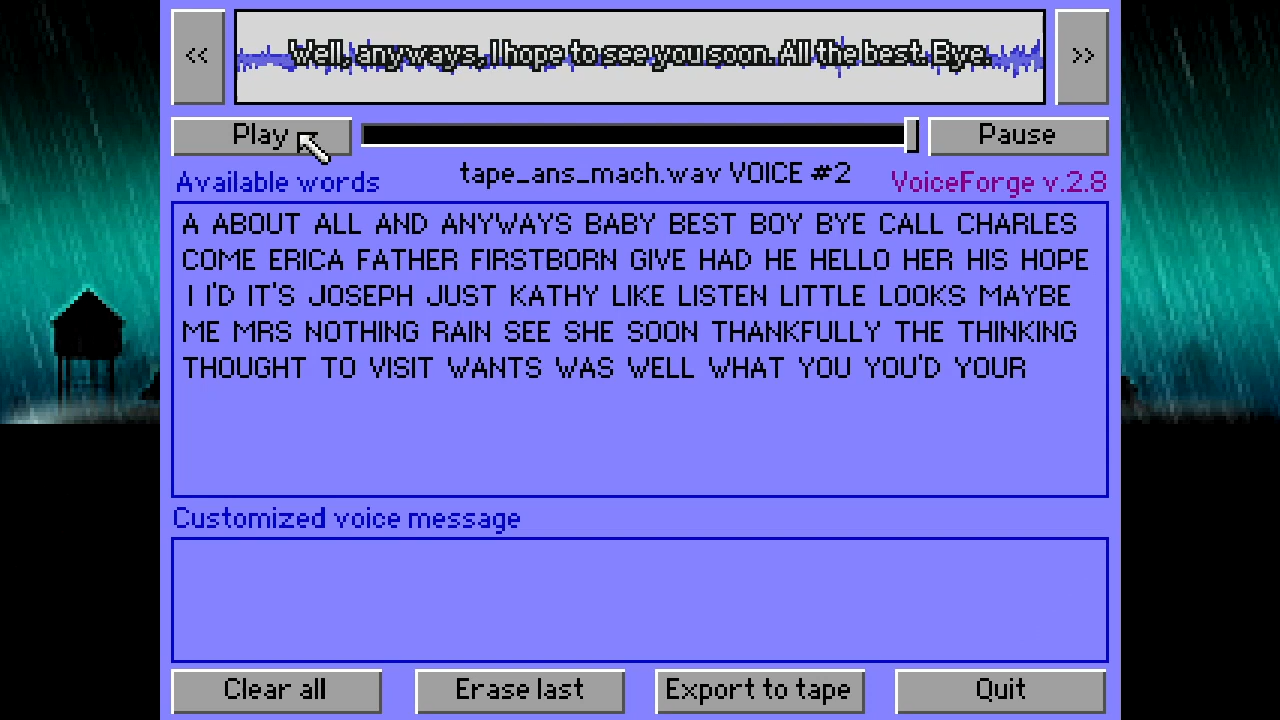 <<
Well, anyways, I hope to see you soon. All the best. Bye.
>>
Play
Pause
tape_ans_mach.wav VOICE #2
Available words
VoiceForge v.2.8
A ABOUT ALL AND ANYWAYS BABY BEST BOY BYE CALL CHARLES
COME ERICA FATHER FIRSTBORN GIVE HAD HE HELLO HER HIS HOPE
I I'D IT'S JOSEPH JUST KATHY LIKE LISTEN LITTLE LOOKS MAYBE
ME MRS NOTHING RAIN SEE SHE SOON THANKFULLY THE THINKING
THOUGHT TO VISIT WANTS WAS WELL WHAT YOU YOU'D YOUR
Customized voice message
Clear all
Erase last
Export to tape
Quit